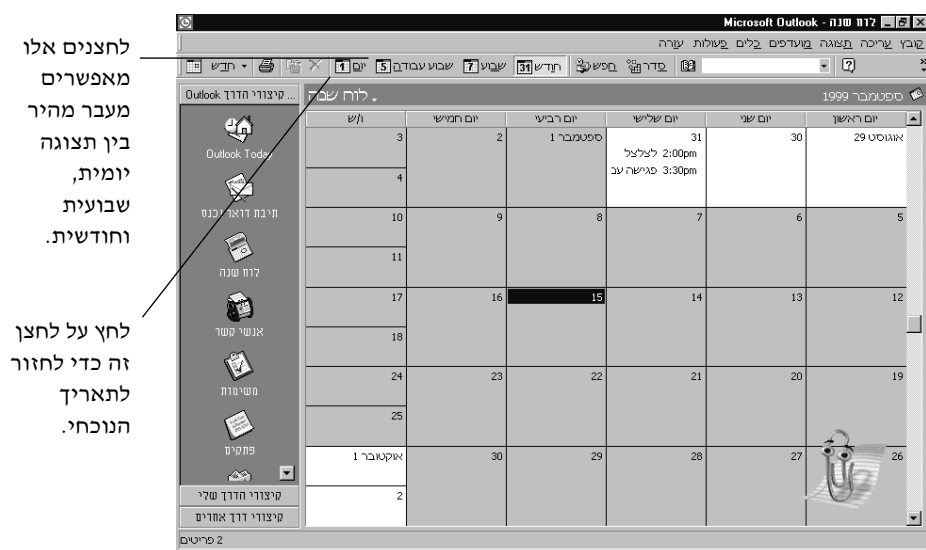 לחצנים אלו
מאפשרים
מעבר מהיר
בין תצוגה
יומית,
שבועית
וחודשית.
לחץ על לחצן
זה כדי לחזור
לתאריך
הנוכחי.
לוח שנה - Microsoft Outlook
קובץ עריכה תצוגה מועדפים כלים פעולות עזרה
חדש יום 1 שבוע עבודה 5 שבוע 7 חודש 31 חפש סדר
ספטמבר 1999 לוח שנה
קיצורי הדרך Outlook ...
יום ראשון יום שני יום שלישי יום רביעי יום חמישי ו/ש
אוגוסט 29 30 31 ספטמבר 1 2 3
2:00pm לצלצל
3:30pm פגישה עב
4
5 6 7 8 9 10
11
12 13 14 15 16 17
18
19 20 21 22 23 24
25
26 27 28 29 30 אוקטובר 1
2
Outlook Today
תיבת דואר נכנס
לוח שנה
אנשי קשר
משימות
פתקים
קיצורי הדרך שלי
קיצורי דרך אחרים
2 פריטים